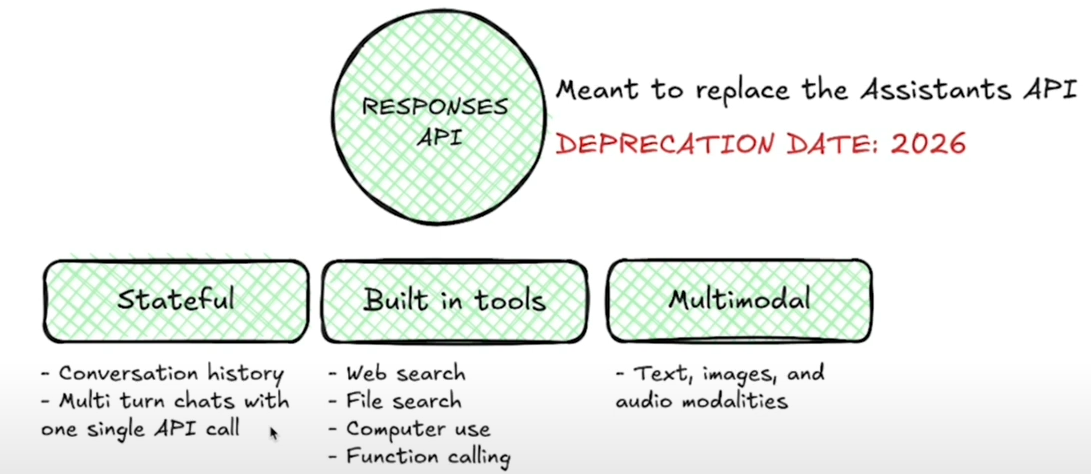 RESPONSES
API
Meant to replace the Assistants API
DEPRECATION DATE: 2026
Stateful
- Conversation history
- Multi turn chats with
one single API call
Built in tools
- Web search
- File search
- Computer use
- Function calling
Multimodal
- Text, images, and
audio modalities